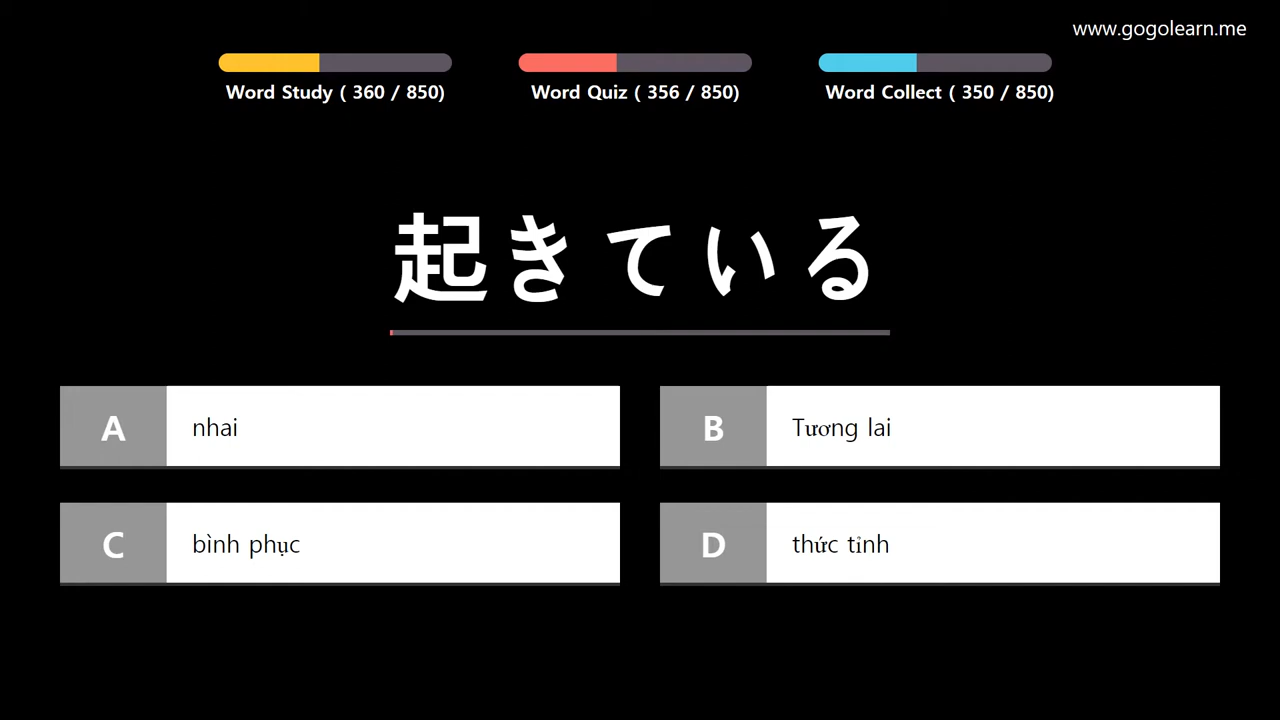 www.gogolearn.me
Word Study ( 360 / 850)
Word Quiz ( 356 / 850)
Word Collect ( 350 / 850)
起きている
A nhai
B Tương lai
C bình phục
D thức tỉnh